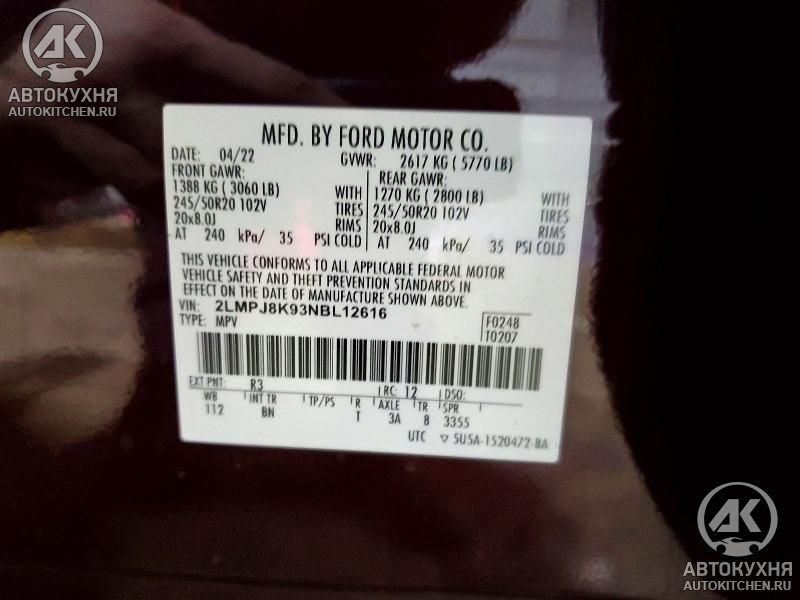 АК
АВТОКУХНЯ
AUTOKITCHEN.RU
MFD. BY FORD MOTOR CO.
DATE: 04/22 GVWR: 2617 KG ( 5770 LB)
FRONT GAWR: REAR GAWR:
1388 KG ( 3060 LB) WITH 1270 KG ( 2800 LB) WITH
245/50R20 102V TIRES 245/50R20 102V TIRES
20x8.0J RIMS 20x8.0J RIMS
AT 240 kPa/ 35 PSI COLD AT 240 kPa/ 35 PSI COLD
THIS VEHICLE CONFORMS TO ALL APPLICABLE FEDERAL MOTOR
VEHICLE SAFETY AND THEFT PREVENTION STANDARDS IN
EFFECT ON THE DATE OF MANUFACTURE SHOWN ABOVE.
VIN: 2LMPJ8K93NBL12616
TYPE: MPV
F0248
T0207
EXT PNT: R3 RC: 12 DSO:
WB INT TR TP/PS R AXLE TR SPR
112 BN T 3A 8 3355
UTC ▽ 5U5A-1520472-BA
АК
АВТОКУХНЯ
AUTOKITCHEN.RU